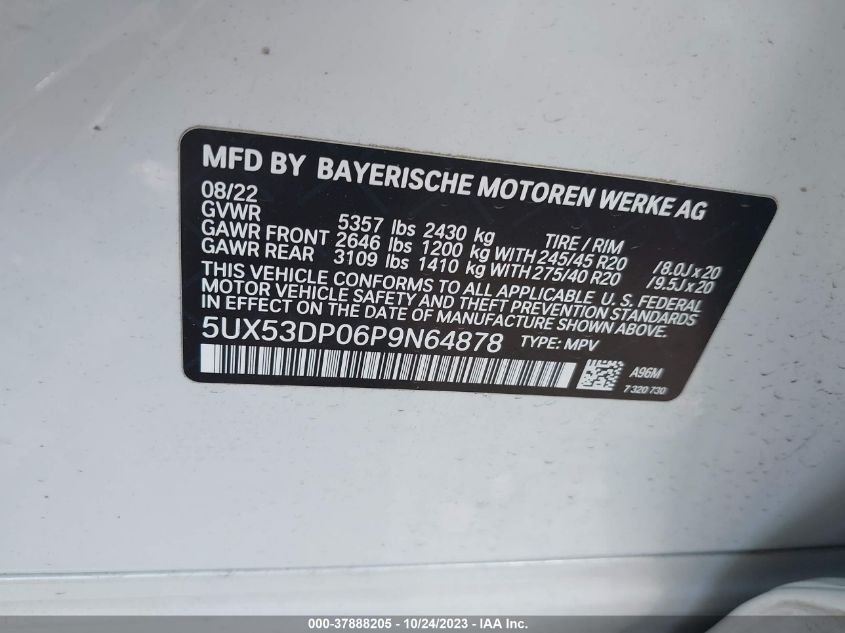 MFD BY BAYERISCHE MOTOREN WERKE AG
08/22
GVWR 5357 lbs 2430 kg TIRE / RIM
GAWR FRONT 2646 lbs 1200 kg WITH 245/45 R20 /8.0J x 20
GAWR REAR 3109 lbs 1410 kg WITH 275/40 R20 /9.5J x 20
THIS VEHICLE CONFORMS TO ALL APPLICABLE U. S. FEDERAL
MOTOR VEHICLE SAFETY AND THEFT PREVENTION STANDARDS
IN EFFECT ON THE DATE OF MANUFACTURE SHOWN ABOVE.
5UX53DP06P9N64878 TYPE: MPV
A96M
7 320 730
000-37888205 - 10/24/2023 - IAA Inc.